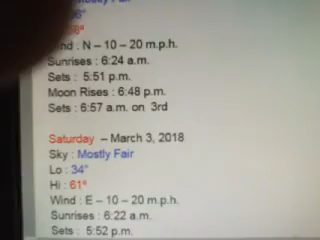 Fair
6°
Wind : N – 10 – 20 m.p.h.
Sunrises : 6:24 a.m.
Sets : 5:51 p.m.
Moon Rises : 6:48 p.m.
Sets : 6:57 a.m. on 3rd
Saturday – March 3, 2018
Sky : Mostly Fair
Lo : 34°
Hi : 61°
Wind : E – 10 – 20 m.p.h.
Sunrises : 6:22 a.m.
Sets : 5:52 p.m.